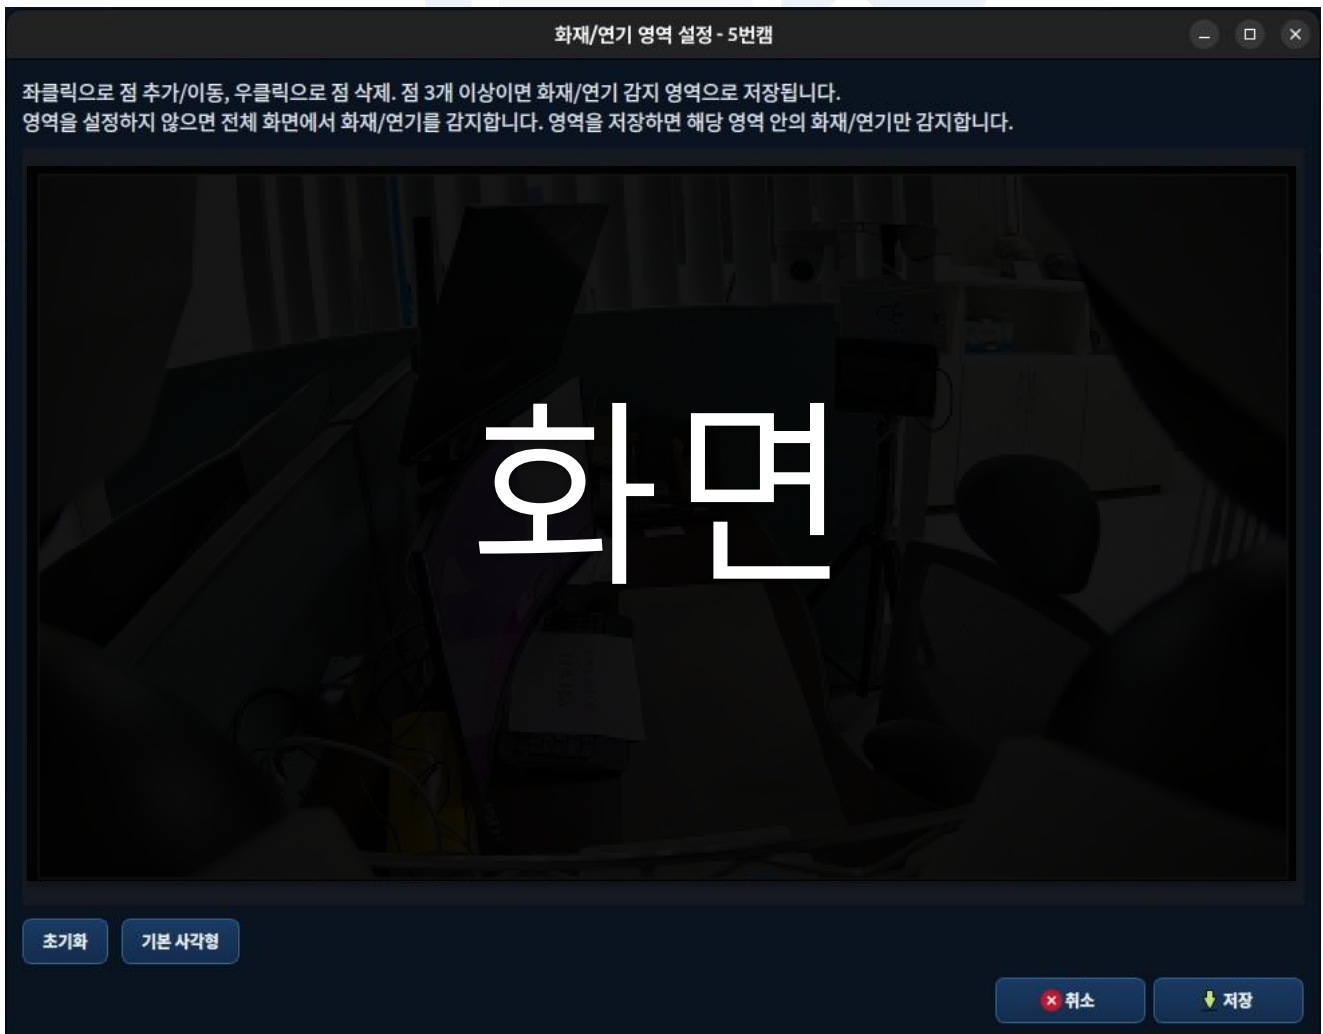 화재/연기 영역 설정 - 5번캠
좌클릭으로 점 추가/이동, 우클릭으로 점 삭제. 점 3개 이상이면 화재/연기 감지 영역으로 저장됩니다.
영역을 설정하지 않으면 전체 화면에서 화재/연기를 감지합니다. 영역을 저장하면 해당 영역 안의 화재/연기만 감지합니다.
화면
초기화 기본 사각형
취소 저장